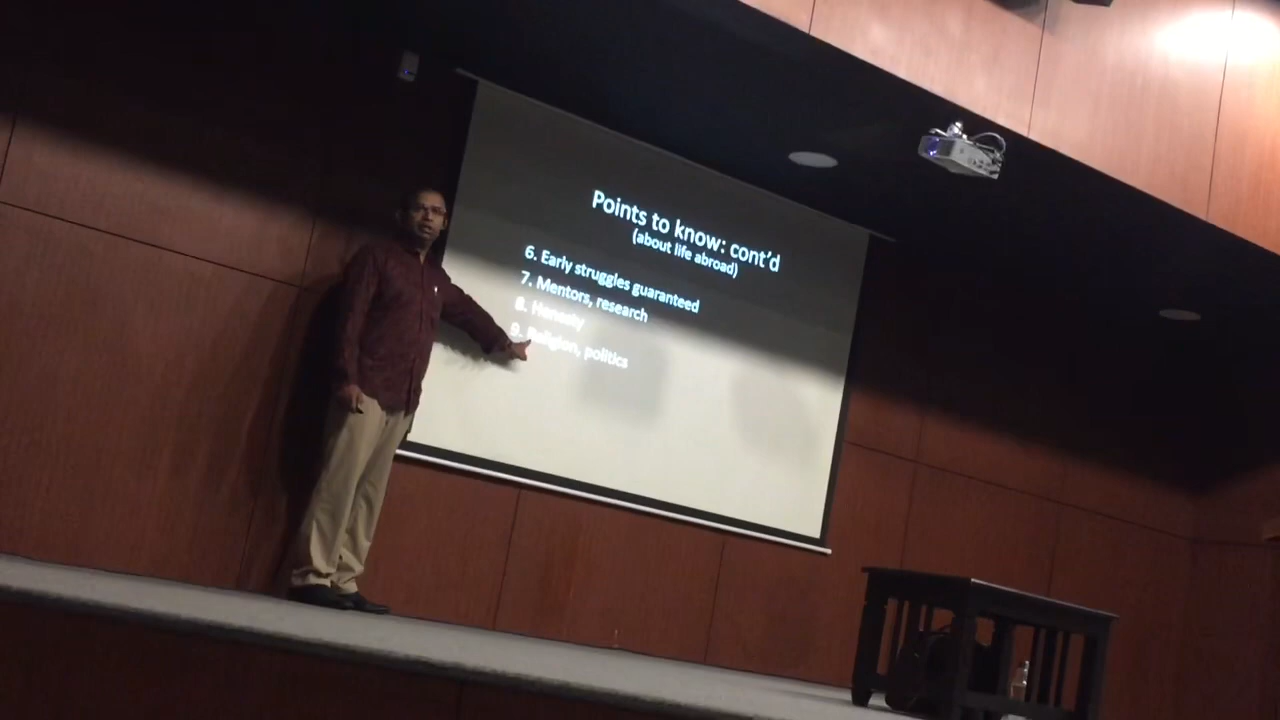 Points to know: cont'd
(about life abroad)
6. Early struggles guaranteed
7. Mentors, research
8. Honesty
9. Religion, politics